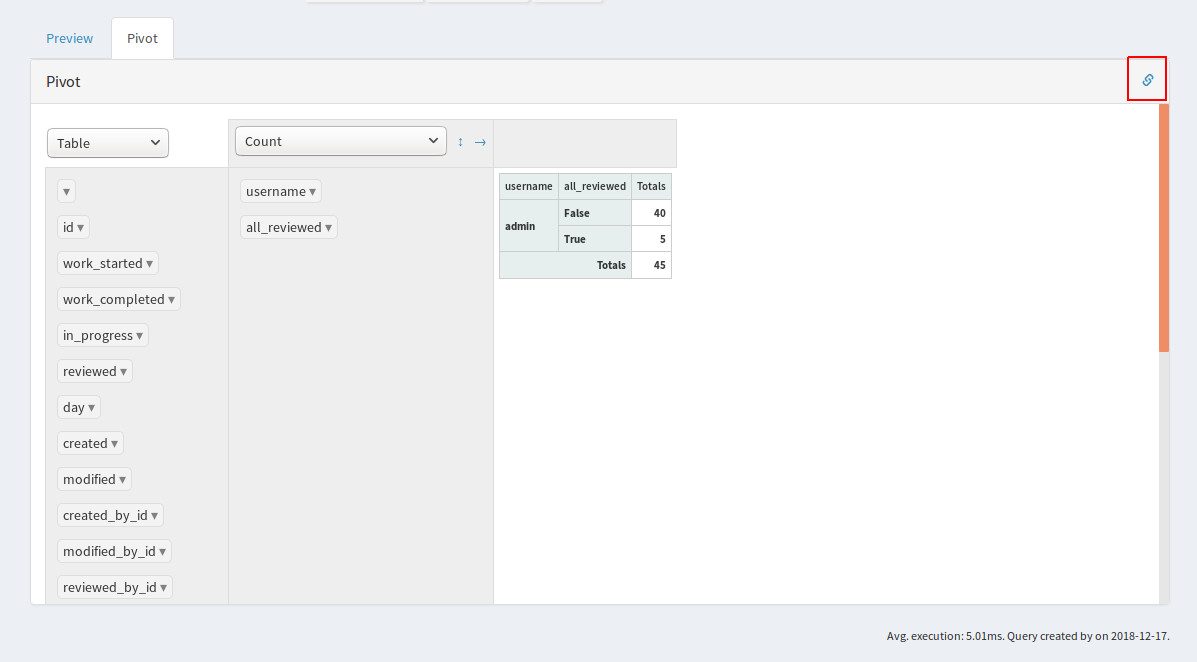 Preview Pivot
Pivot
Table Count ↕ →
▾
id ▾
work_started ▾
work_completed ▾
in_progress ▾
reviewed ▾
day ▾
created ▾
modified ▾
created_by_id ▾
modified_by_id ▾
reviewed_by_id ▾
username ▾
all_reviewed ▾
username all_reviewed Totals
admin False 40
True 5
Totals 45
Avg. execution: 5.01ms. Query created by on 2018-12-17.